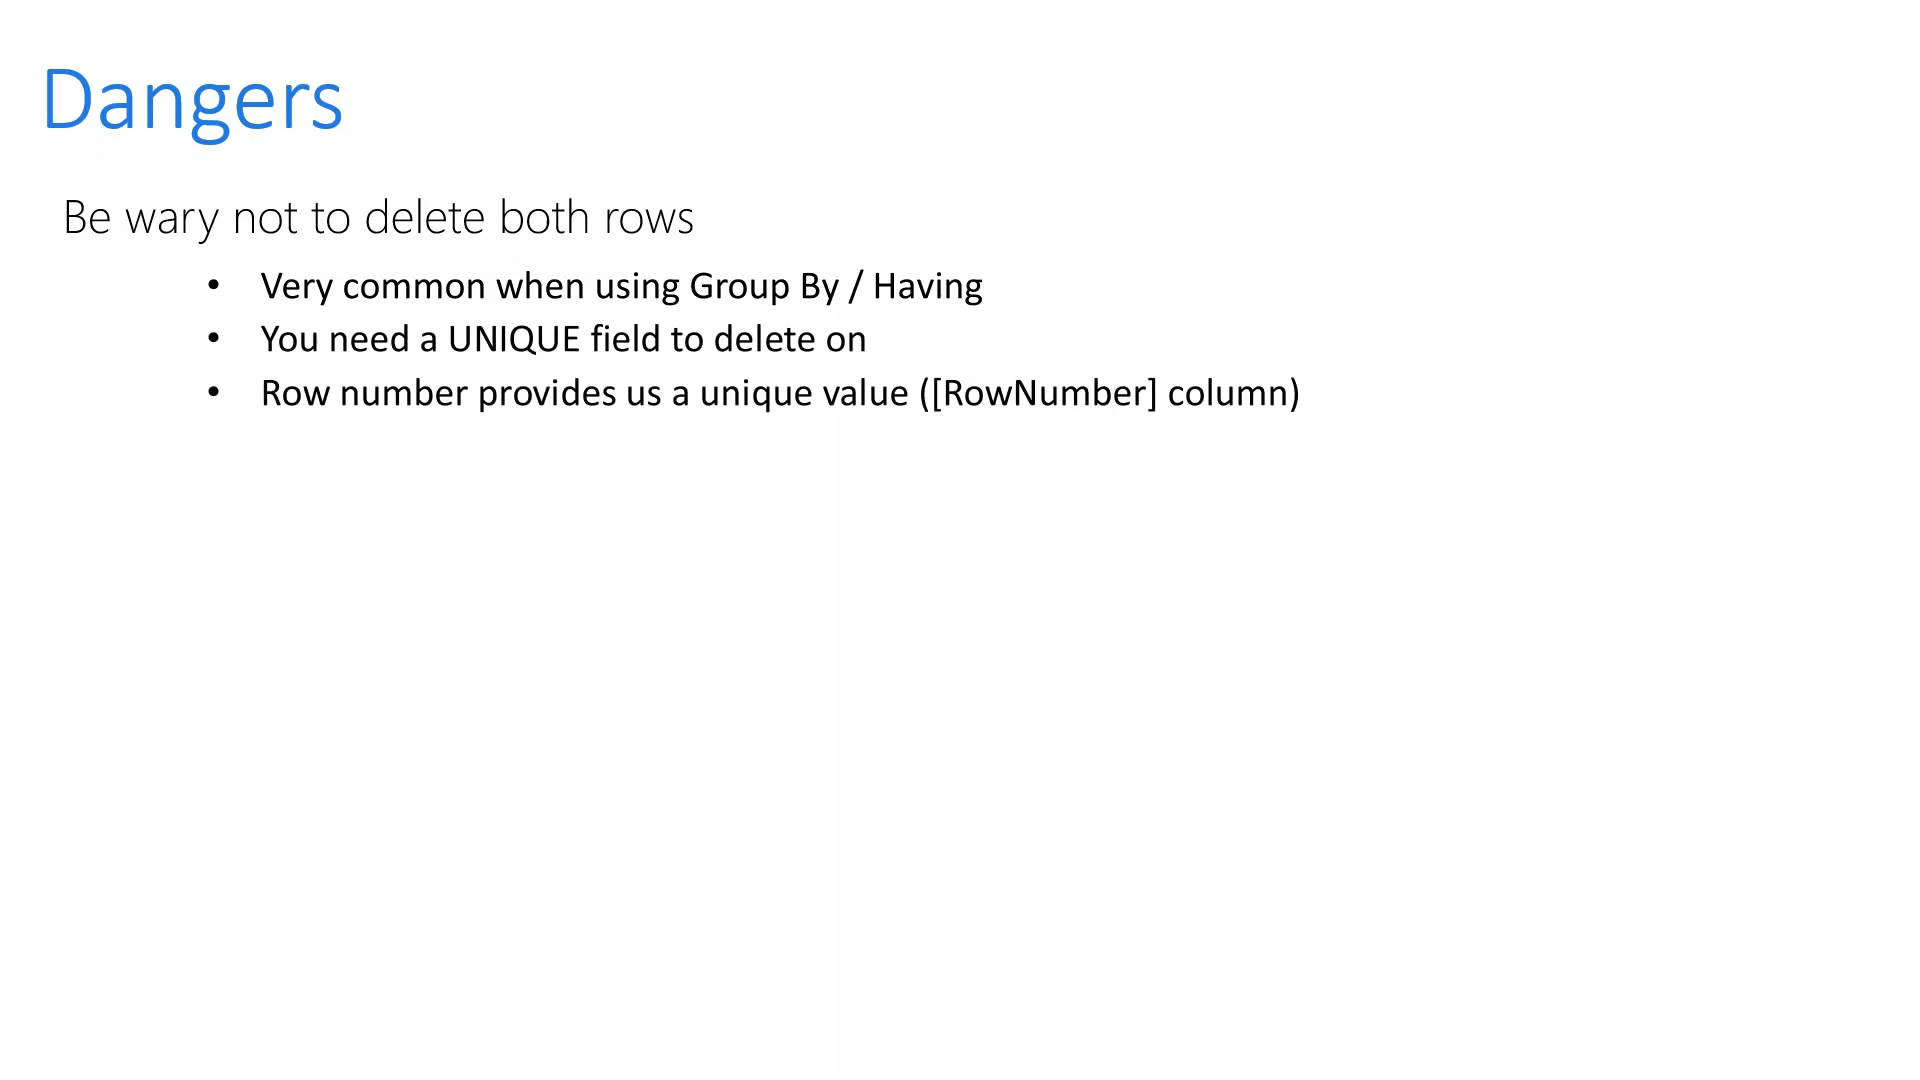 Dangers
Be wary not to delete both rows
• Very common when using Group By / Having
• You need a UNIQUE field to delete on
• Row number provides us a unique value ([RowNumber] column)